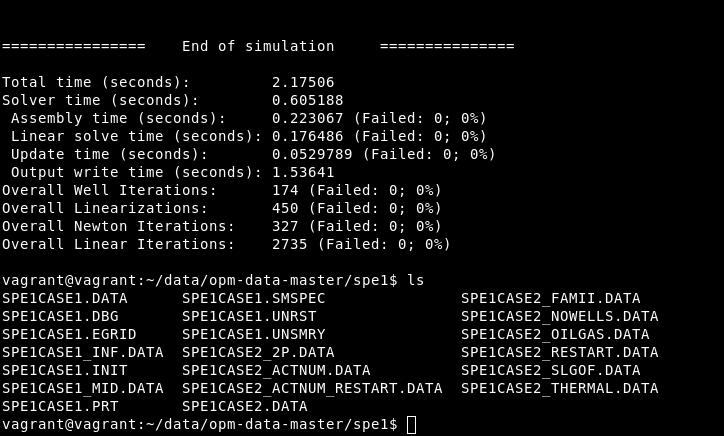 ================    End of simulation     ===============
Total time (seconds):         2.17506
Solver time (seconds):        0.605188
 Assembly time (seconds):     0.223067 (Failed: 0; 0%)
 Linear solve time (seconds): 0.176486 (Failed: 0; 0%)
 Update time (seconds):       0.0529789 (Failed: 0; 0%)
 Output write time (seconds): 1.53641
Overall Well Iterations:      174 (Failed: 0; 0%)
Overall Linearizations:       450 (Failed: 0; 0%)
Overall Newton Iterations:    327 (Failed: 0; 0%)
Overall Linear Iterations:    2735 (Failed: 0; 0%)
vagrant@vagrant:~/data/opm-data-master/spe1$ ls
SPE1CASE1.DATA      SPE1CASE1.SMSPEC               SPE1CASE2_FAMII.DATA
SPE1CASE1.DBG       SPE1CASE1.UNRST                SPE1CASE2_NOWELLS.DATA
SPE1CASE1.EGRID     SPE1CASE1.UNSMRY               SPE1CASE2_OILGAS.DATA
SPE1CASE1_INF.DATA  SPE1CASE2_2P.DATA              SPE1CASE2_RESTART.DATA
SPE1CASE1.INIT      SPE1CASE2_ACTNUM.DATA          SPE1CASE2_SLGOF.DATA
SPE1CASE1_MID.DATA  SPE1CASE2_ACTNUM_RESTART.DATA  SPE1CASE2_THERMAL.DATA
SPE1CASE1.PRT       SPE1CASE2.DATA
vagrant@vagrant:~/data/opm-data-master/spe1$